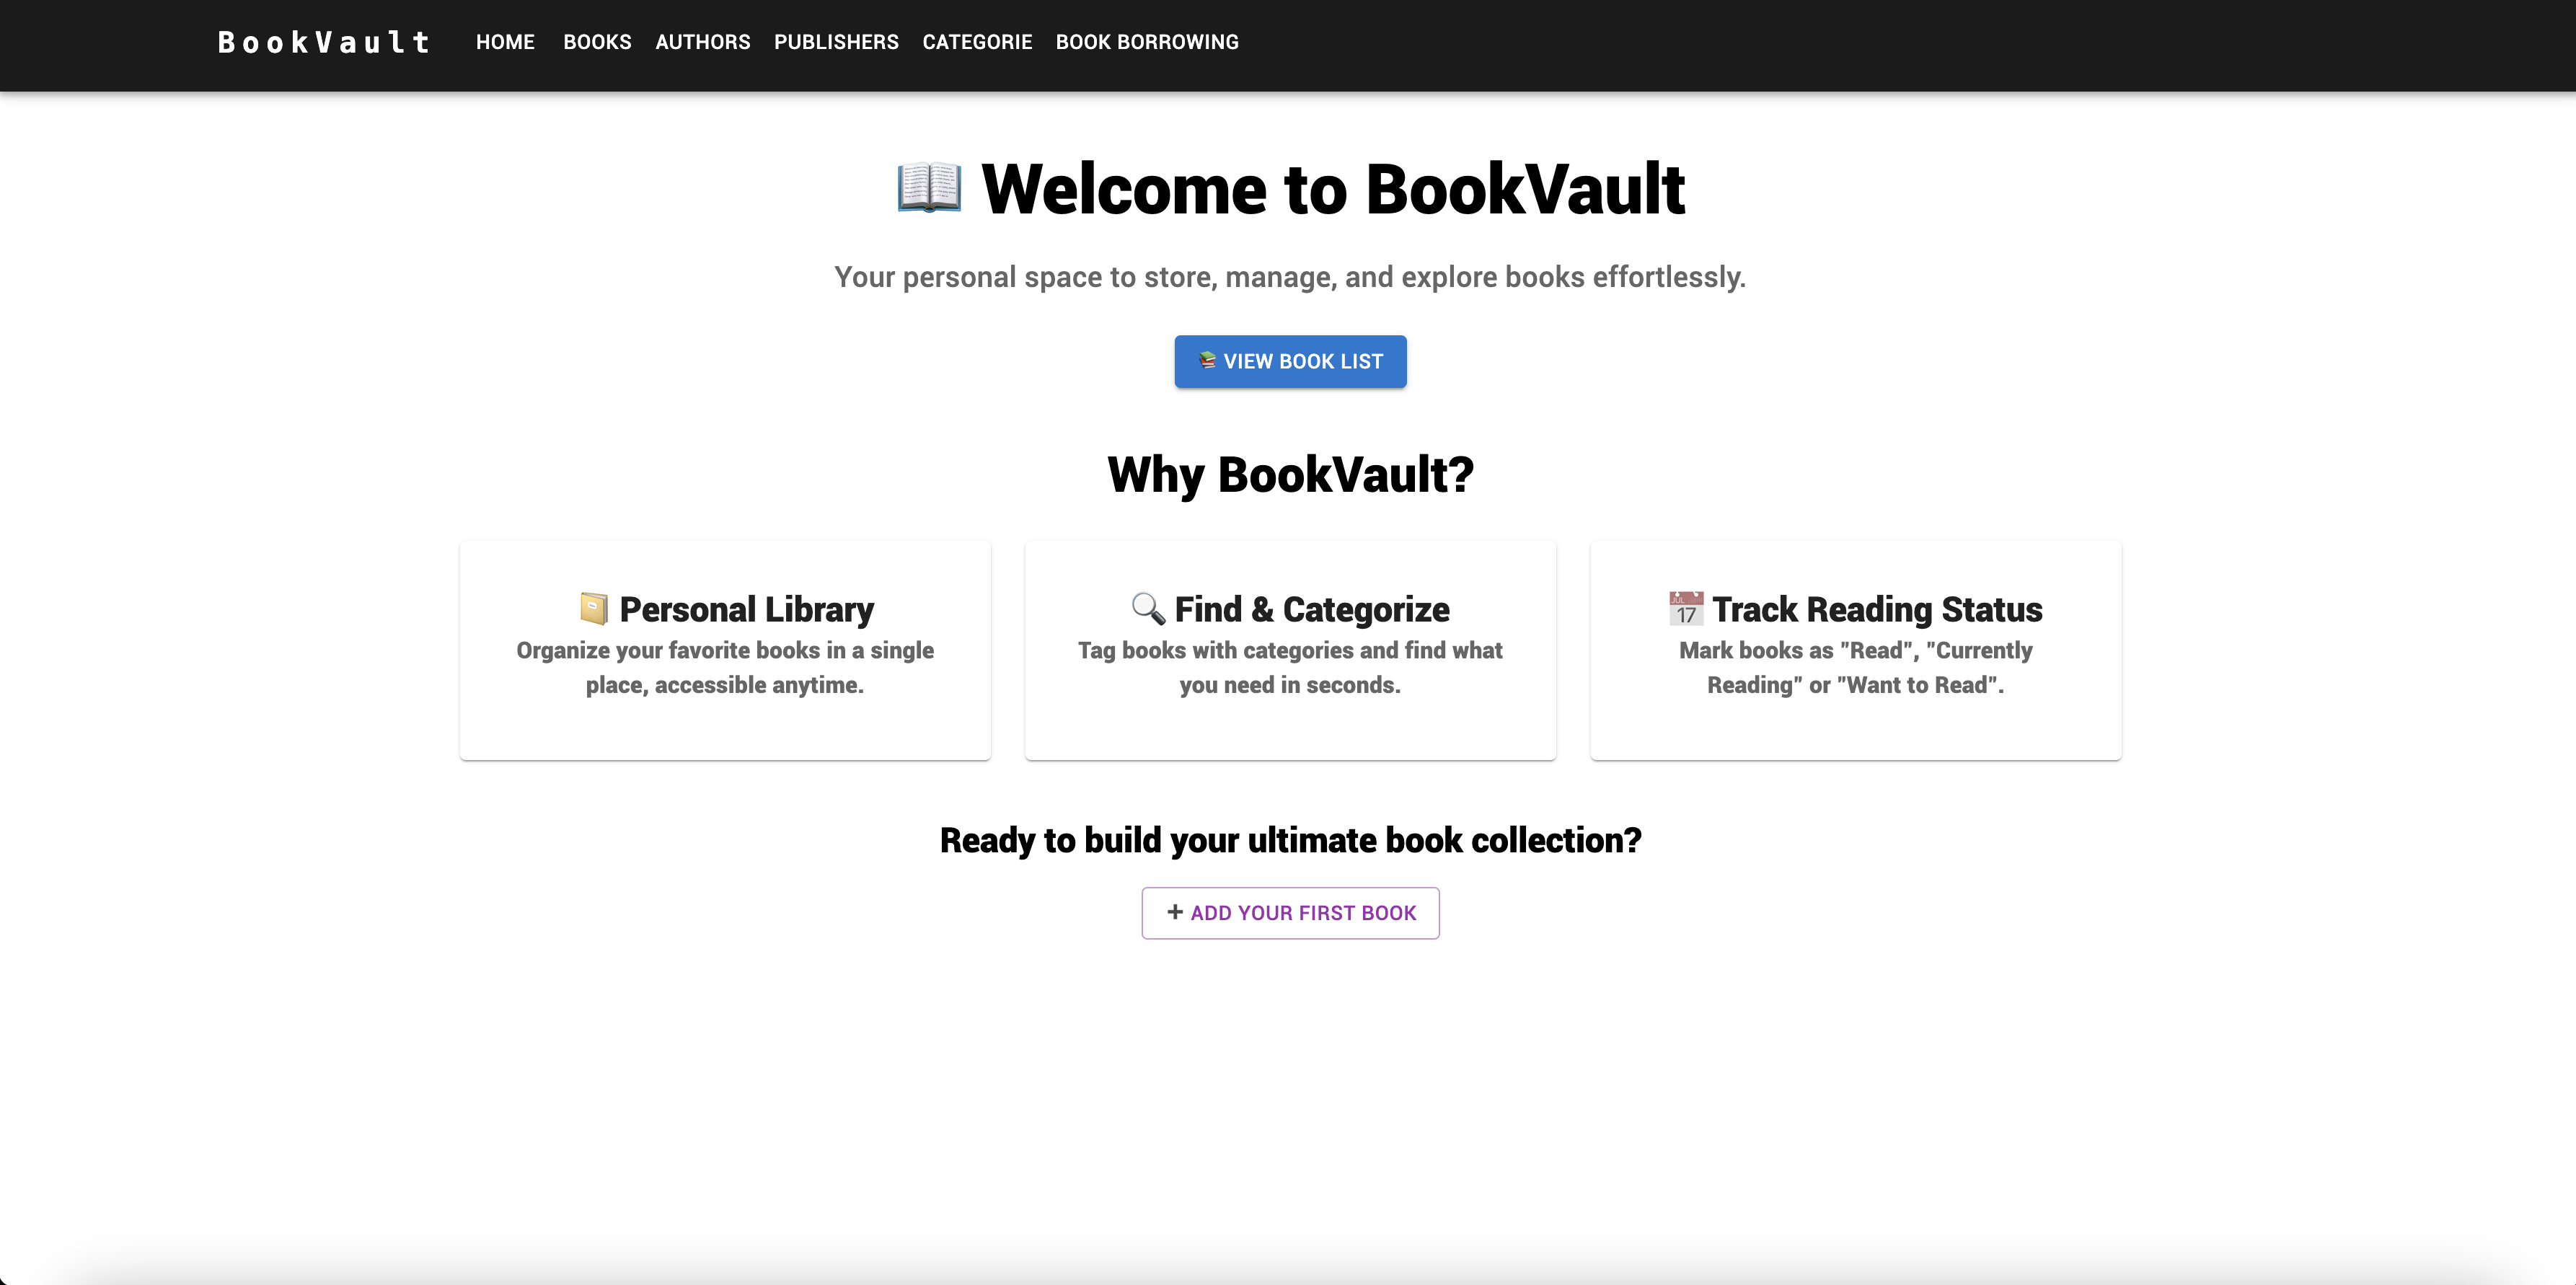 BookVault HOME BOOKS AUTHORS PUBLISHERS CATEGORIE BOOK BORROWING
Welcome to BookVault
Your personal space to store, manage, and explore books effortlessly.
VIEW BOOK LIST
Why BookVault?
Personal Library
Organize your favorite books in a single
place, accessible anytime.
Find & Categorize
Tag books with categories and find what
you need in seconds.
JUL
17
Track Reading Status
Mark books as "Read", "Currently
Reading" or "Want to Read".
Ready to build your ultimate book collection?
+ ADD YOUR FIRST BOOK